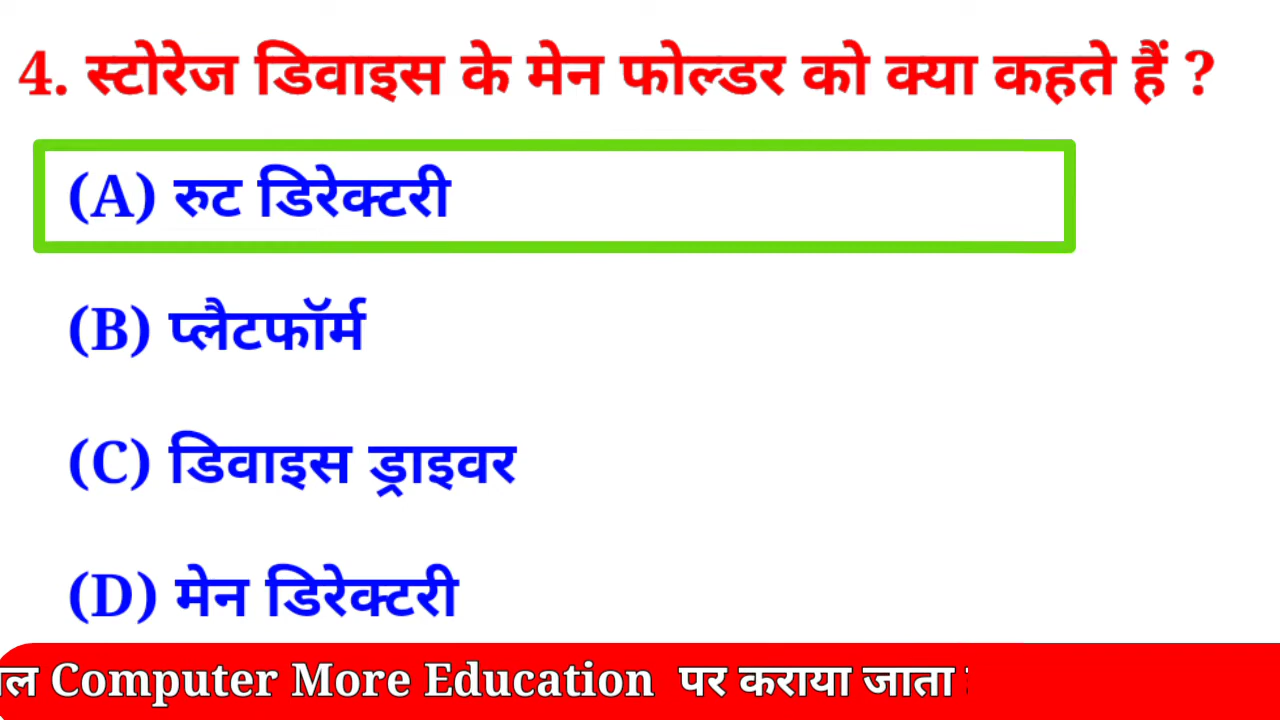 4. स्टोरेज डिवाइस के मेन फोल्डर को क्या कहते हैं ?
(A) रुट डिरेक्टरी
(B) प्लैटफॉर्म
(C) डिवाइस ड्राइवर
(D) मेन डिरेक्टरी
Computer More Education पर कराया जाता